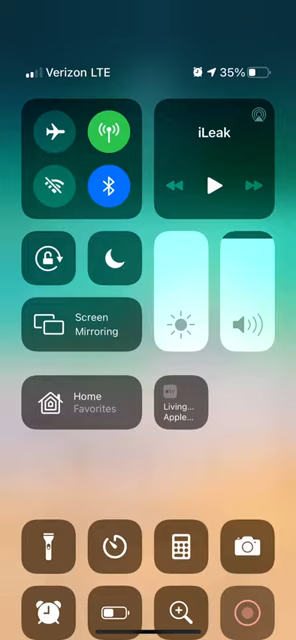 Verizon LTE
35%
iLeak
Screen
Mirroring
Home
Favorites
Living...
Apple...